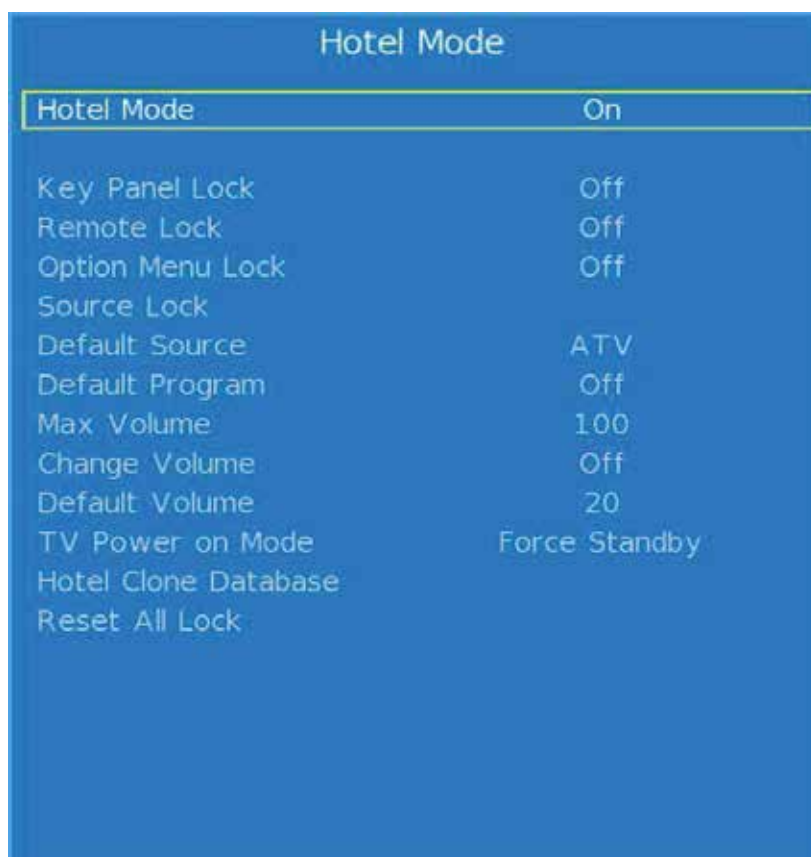 Hotel Mode
Hotel Mode On
Key Panel Lock Off
Remote Lock Off
Option Menu Lock Off
Source Lock
Default Source ATV
Default Program Off
Max Volume 100
Change Volume Off
Default Volume 20
TV Power on Mode Force Standby
Hotel Clone Database
Reset All Lock